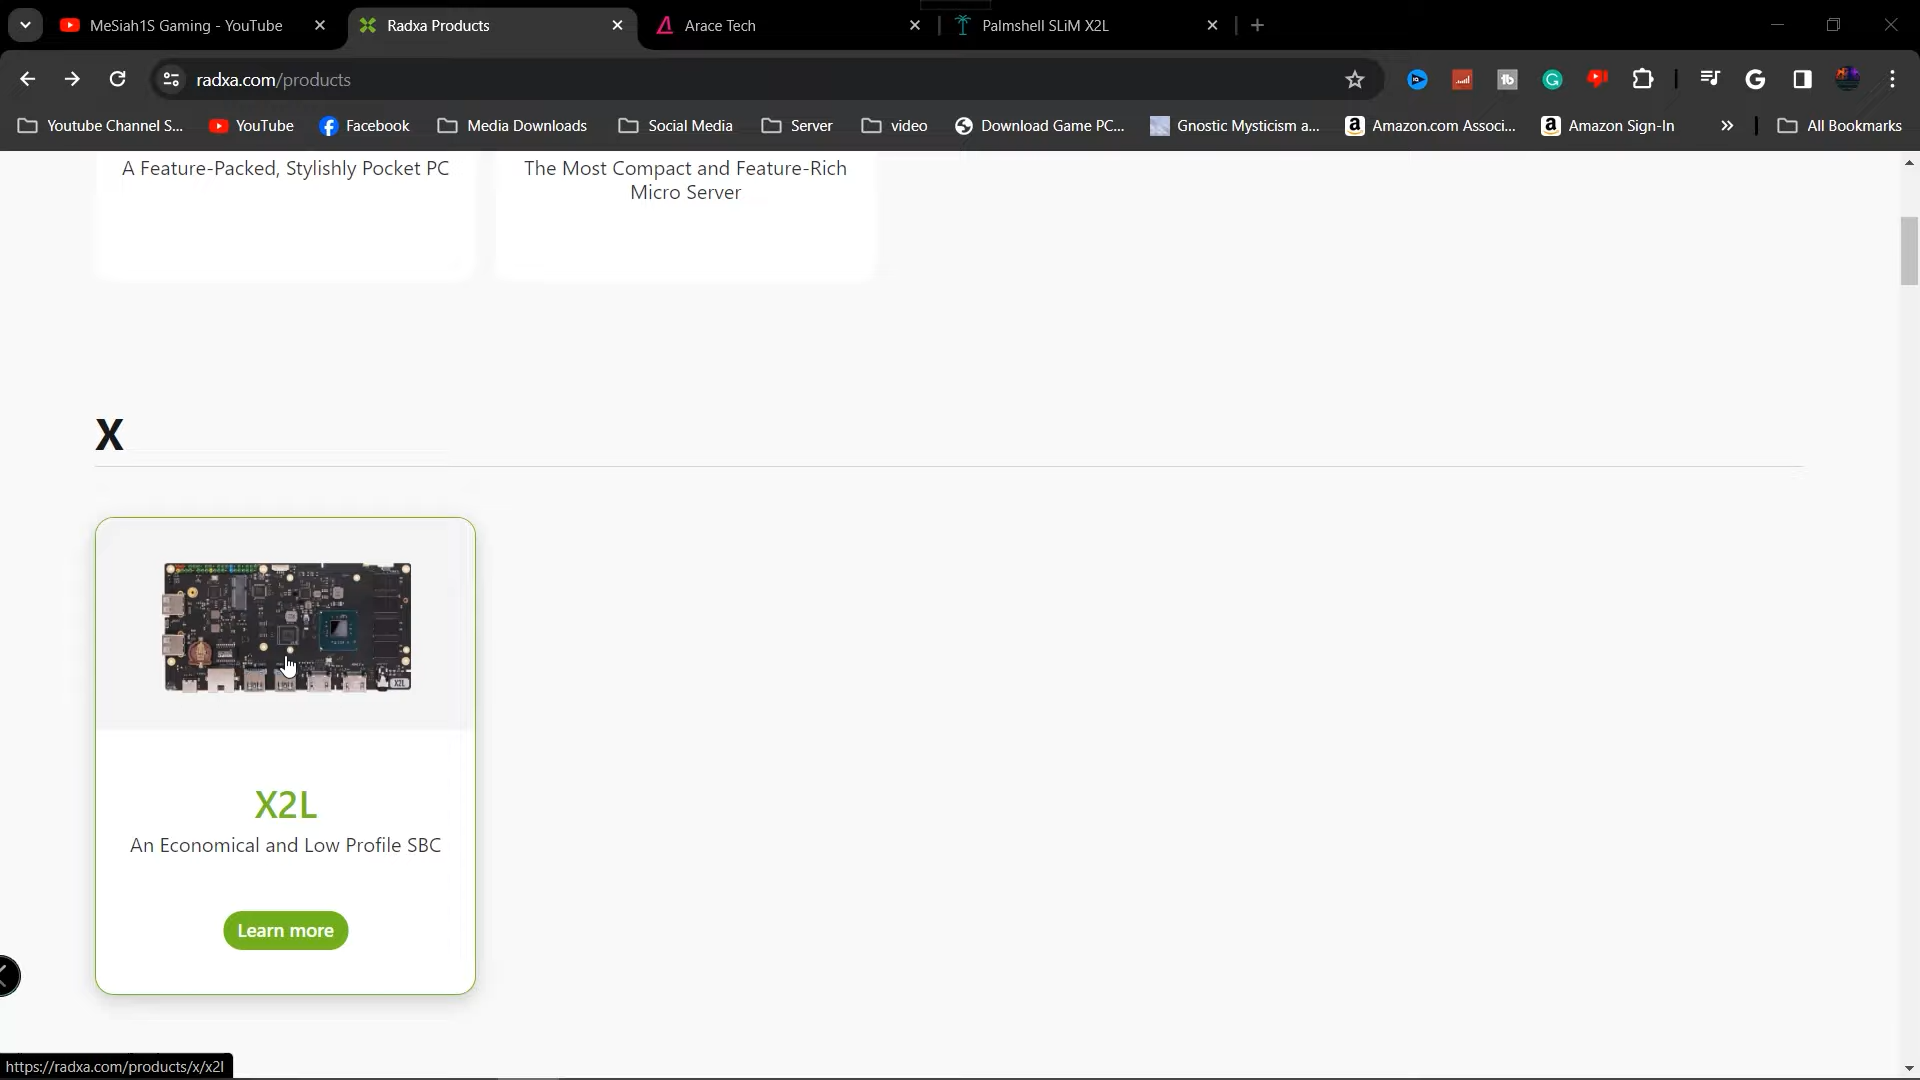 MeSiah1S Gaming - YouTube
Radxa Products
Arace Tech
Palmshell SLiM X2L
radxa.com/products
Youtube Channel S...
YouTube
Facebook
Media Downloads
Social Media
Server
video
Download Game PC...
Gnostic Mysticism a...
Amazon.com Associ...
Amazon Sign-In
All Bookmarks
A Feature-Packed, Stylishly Pocket PC
The Most Compact and Feature-Rich
Micro Server
X
X2L
X2L
An Economical and Low Profile SBC
Learn more
https://radxa.com/products/x/x2l